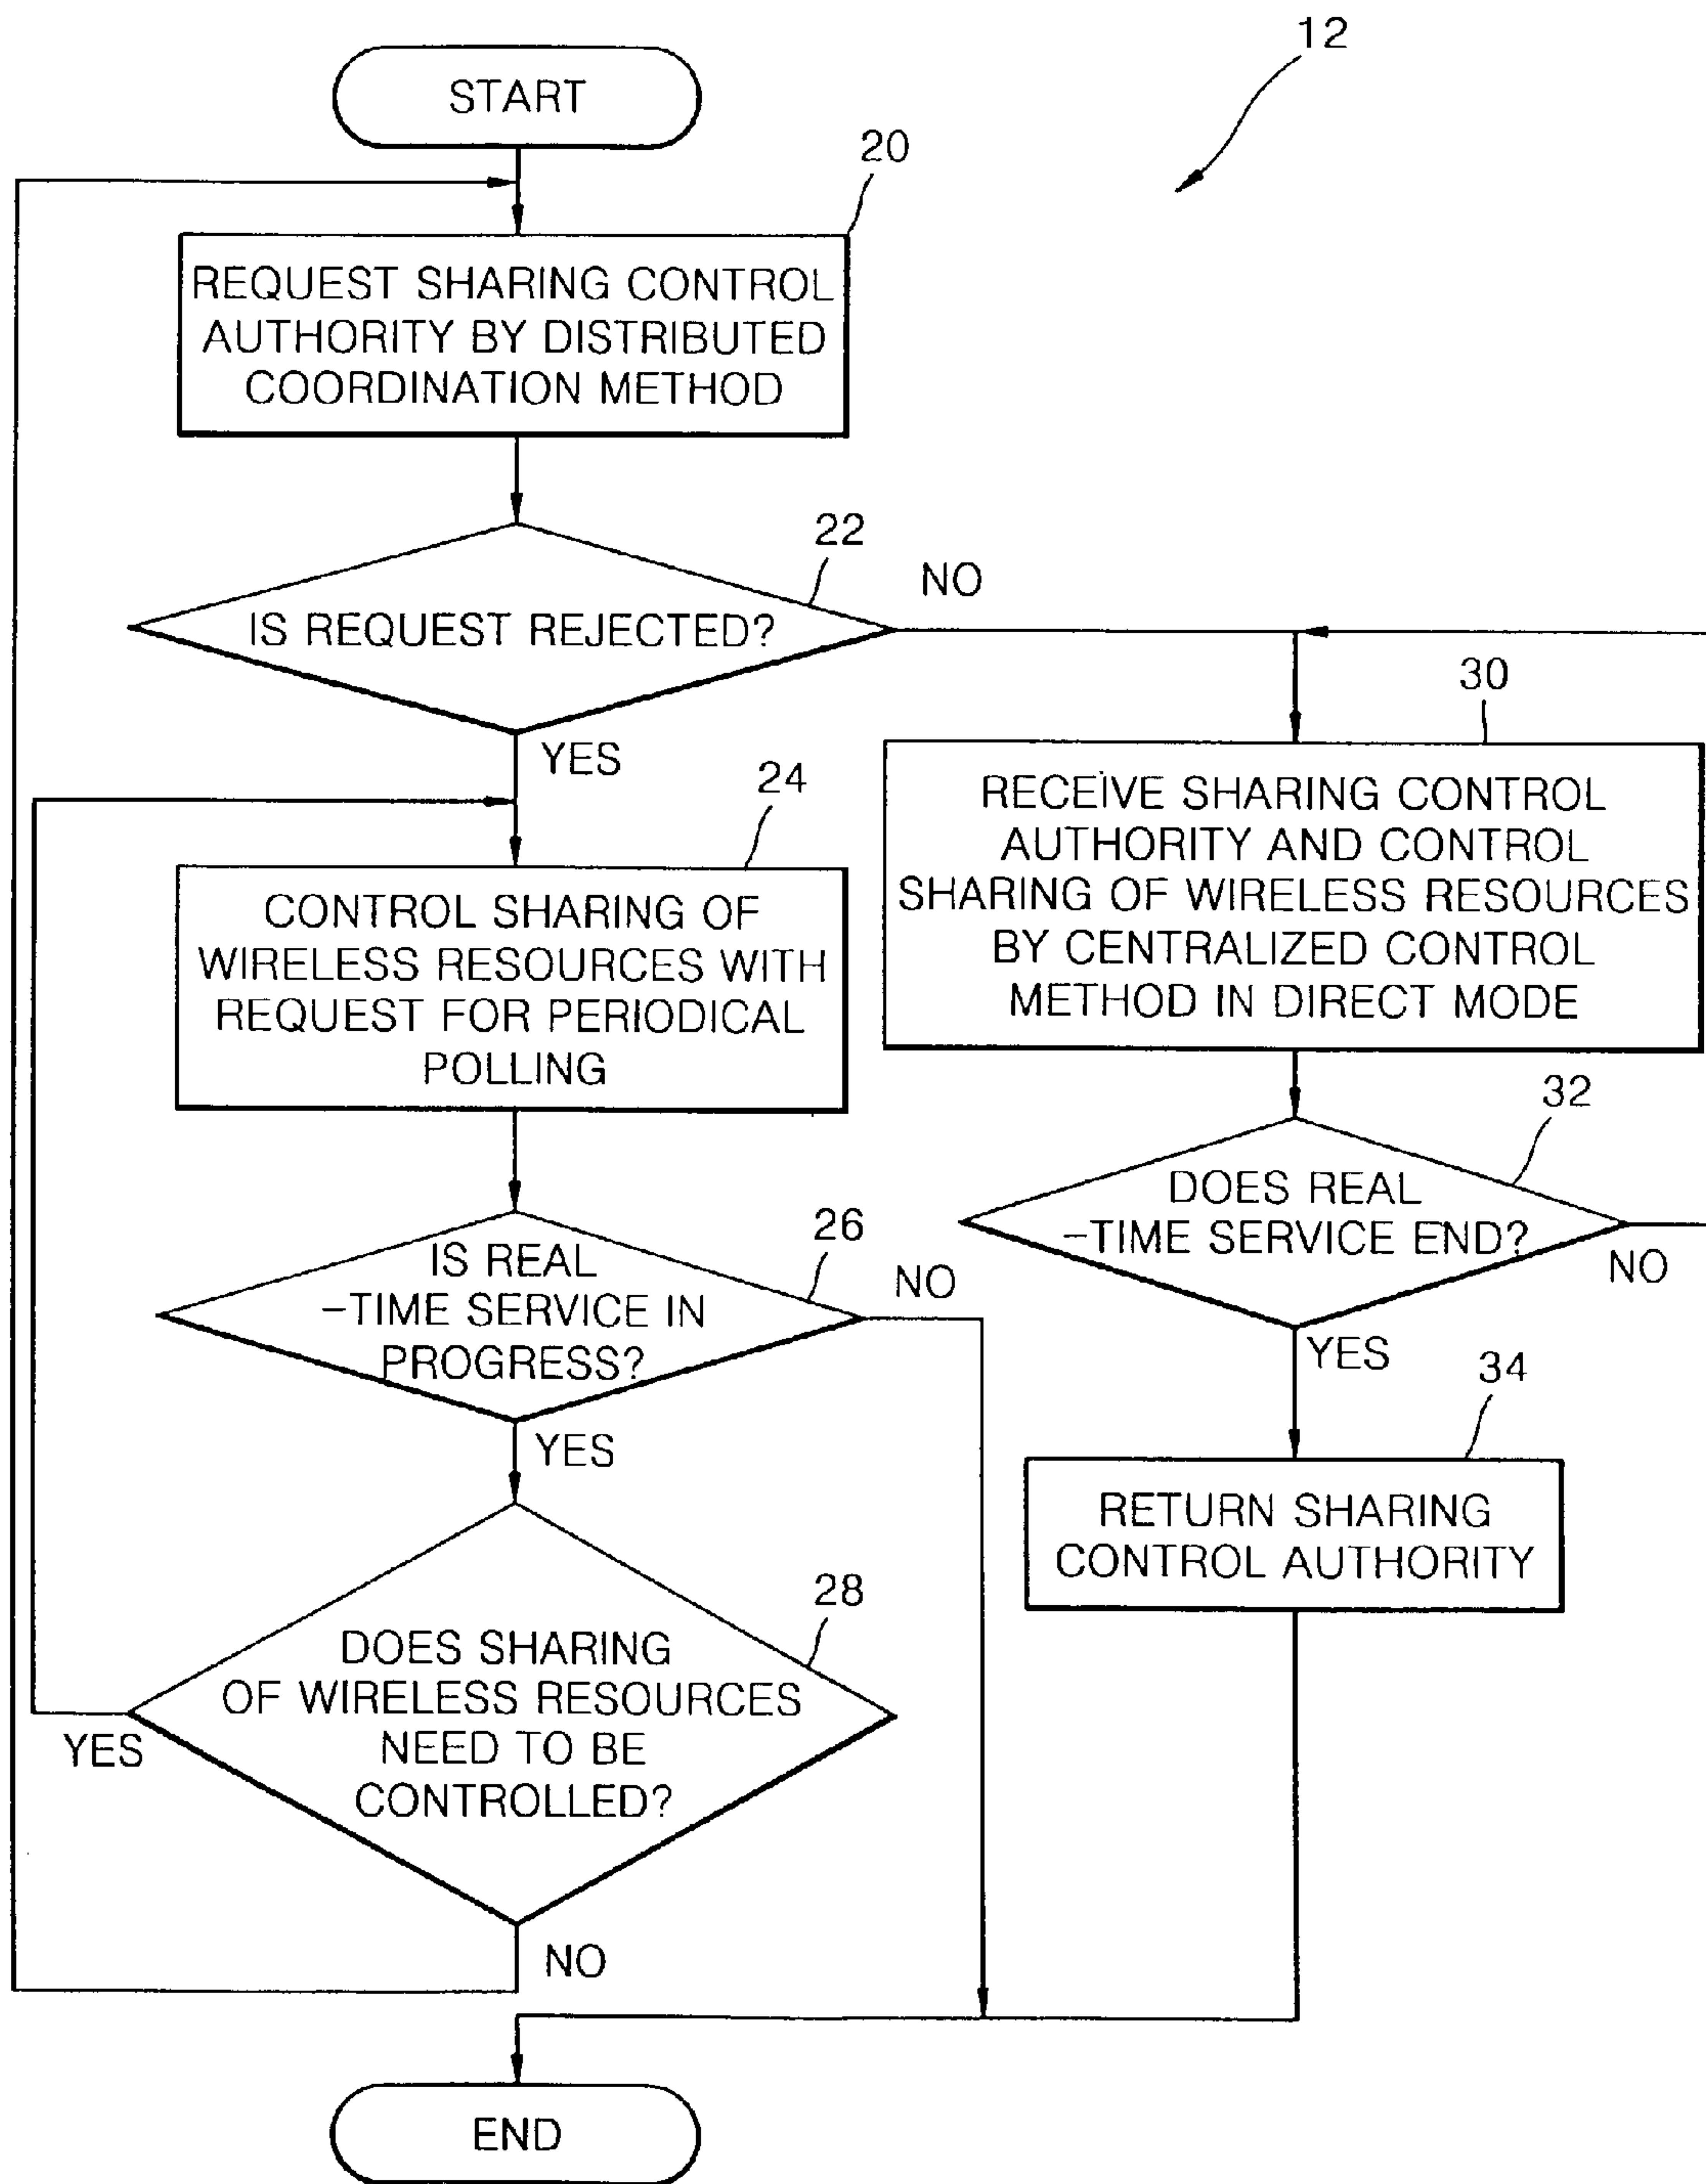 12
START
20
REQUEST SHARING CONTROL
AUTHORITY BY DISTRIBUTED
COORDINATION METHOD
22
IS REQUEST REJECTED?
NO
YES
24
CONTROL SHARING OF
WIRELESS RESOURCES WITH
REQUEST FOR PERIODICAL
POLLING
26
IS REAL
-TIME SERVICE IN
PROGRESS?
NO
YES
28
DOES SHARING
OF WIRELESS RESOURCES
NEED TO BE
CONTROLLED?
YES
NO
30
RECEIVE SHARING CONTROL
AUTHORITY AND CONTROL
SHARING OF WIRELESS RESOURCES
BY CENTRALIZED CONTROL
METHOD IN DIRECT MODE
32
DOES REAL
-TIME SERVICE END?
NO
YES
34
RETURN SHARING
CONTROL AUTHORITY
END